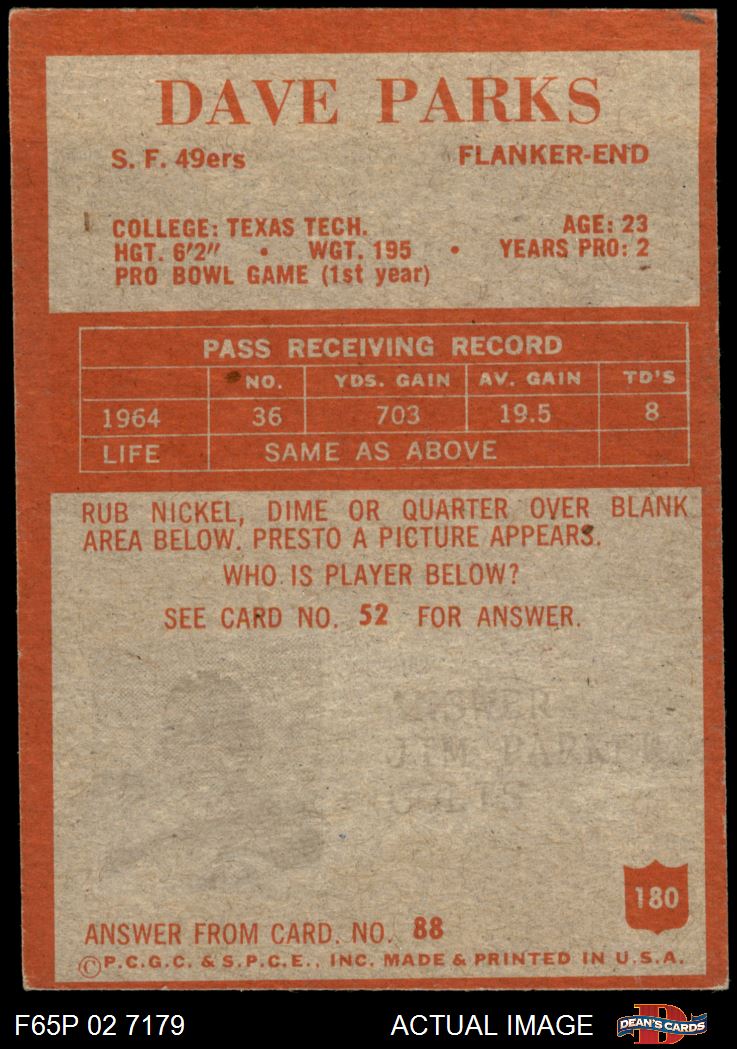 DAVE PARKS
S. F. 49ers FLANKER-END
COLLEGE: TEXAS TECH. AGE: 23
HGT. 6'2" • WGT. 195 • YEARS PRO: 2
PRO BOWL GAME (1st year)
PASS RECEIVING RECORD
NO. YDS. GAIN AV. GAIN TD'S
1964 36 703 19.5 8
LIFE SAME AS ABOVE
RUB NICKEL, DIME OR QUARTER OVER BLANK
AREA BELOW. PRESTO A PICTURE APPEARS.
WHO IS PLAYER BELOW?
SEE CARD NO. 52 FOR ANSWER.
JIM PARKER
COLTS
180
ANSWER FROM CARD. NO. 88
©P.C.G.C. & S.P.C.E., INC. MADE & PRINTED IN U.S.A.
F65P 02 7179 ACTUAL IMAGE
D
DEAN'S CARDS